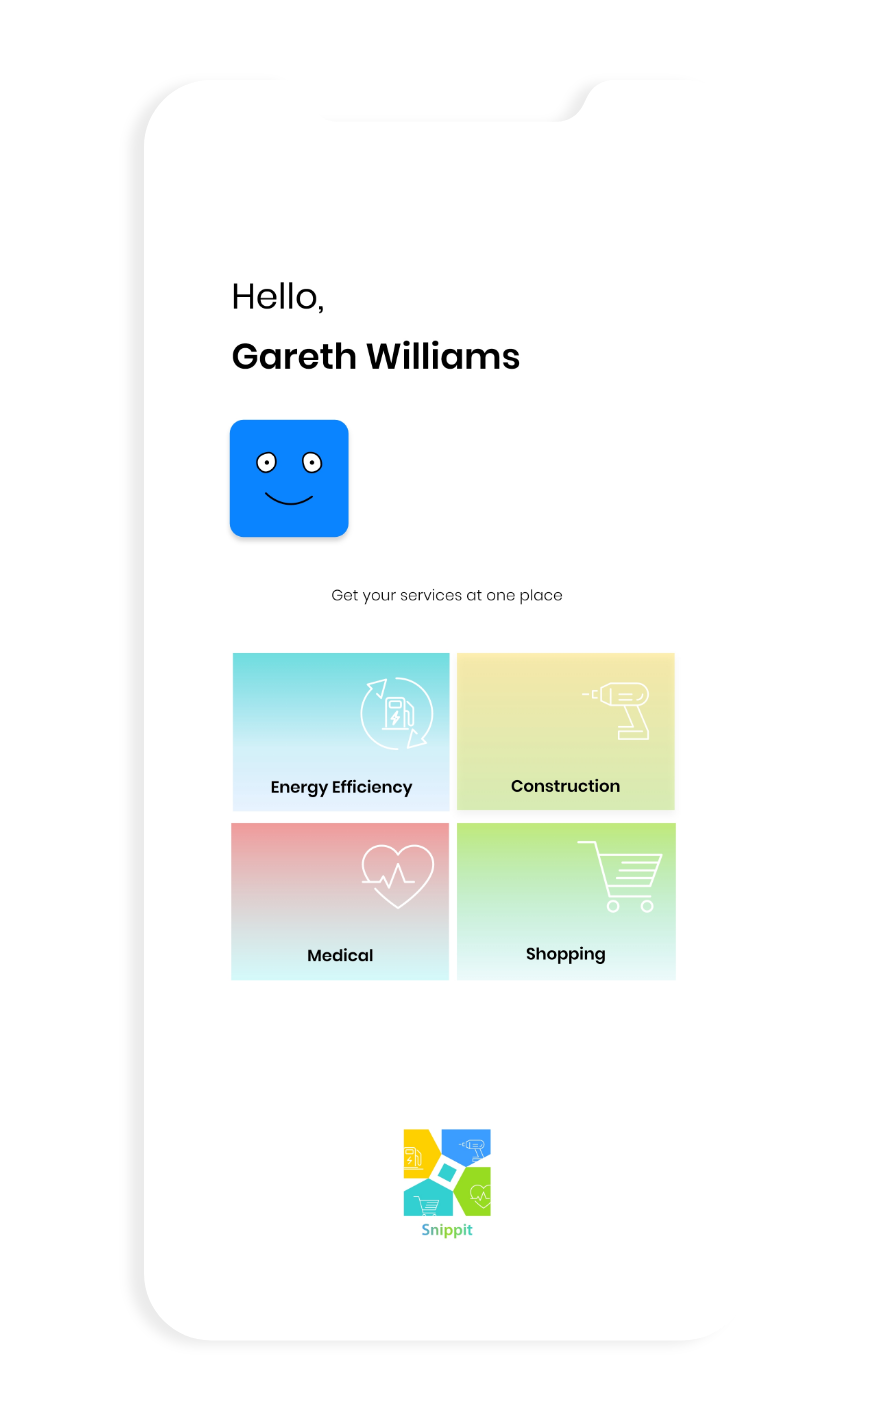 Hello,
Gareth Williams
Get your services at one place
Energy Efficiency
Construction
Medical
Shopping
Snippit